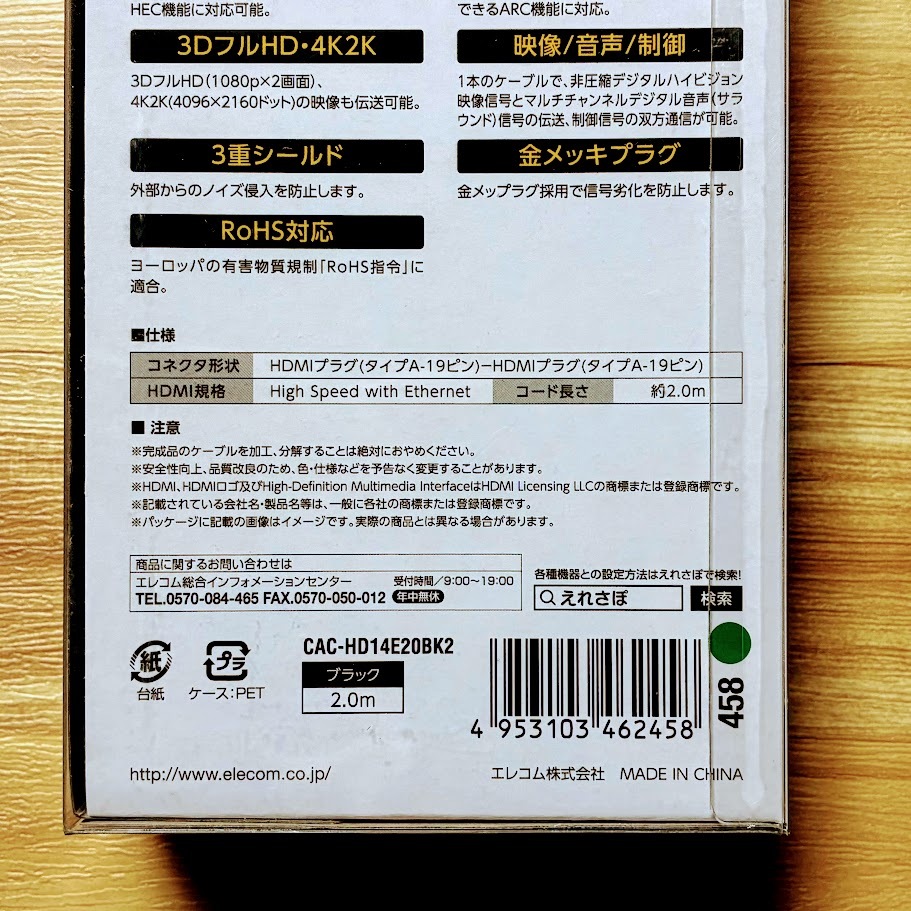 HEC機能に対応可能。
できるARC機能に対応。
3DフルHD・4K2K
3DフルHD(1080p×2画面)、
4K2K(4096×2160ドット)の映像も伝送可能。
映像/音声/制御
1本のケーブルで、非圧縮デジタルハイビジョン
映像信号とマルチチャンネルデジタル音声(サラ
ウンド)信号の伝送、制御信号の双方通信が可能。
3重シールド
外部からのノイズ侵入を防止します。
金メッキプラグ
金メップラグ採用で信号劣化を防止します。
RoHS対応
ヨーロッパの有害物質規制「RoHS指令」に
適合。
■仕様
コネクタ形状 HDMIプラグ(タイプA-19ピン)−HDMIプラグ(タイプA-19ピン)
HDMI規格 High Speed with Ethernet コード長さ 約2.0m
■ 注意
※完成品のケーブルを加工、分解することは絶対におやめください。
※安全性向上、品質改良のため、色・仕様などを予告なく変更することがあります。
※HDMI、HDMIロゴ及びHigh-Definition Multimedia InterfaceはHDMI Licensing LLCの商標または登録商標です。
※記載されている会社名・製品名等は、一般に各社の商標または登録商標です。
※パッケージに記載の画像はイメージです。実際の商品とは異なる場合があります。
商品に関するお問い合わせは
エレコム総合インフォメーションセンター 受付時間/9:00〜19:00
TEL.0570-084-465 FAX.0570-050-012 年中無休
各種機器との設定方法はえれさぽで検索!
えれさぽ 検索
紙
台紙
プラ
ケース:PET
CAC-HD14E20BK2
ブラック
2.0m
4 953103 462458
458
http://www.elecom.co.jp/
エレコム株式会社 MADE IN CHINA